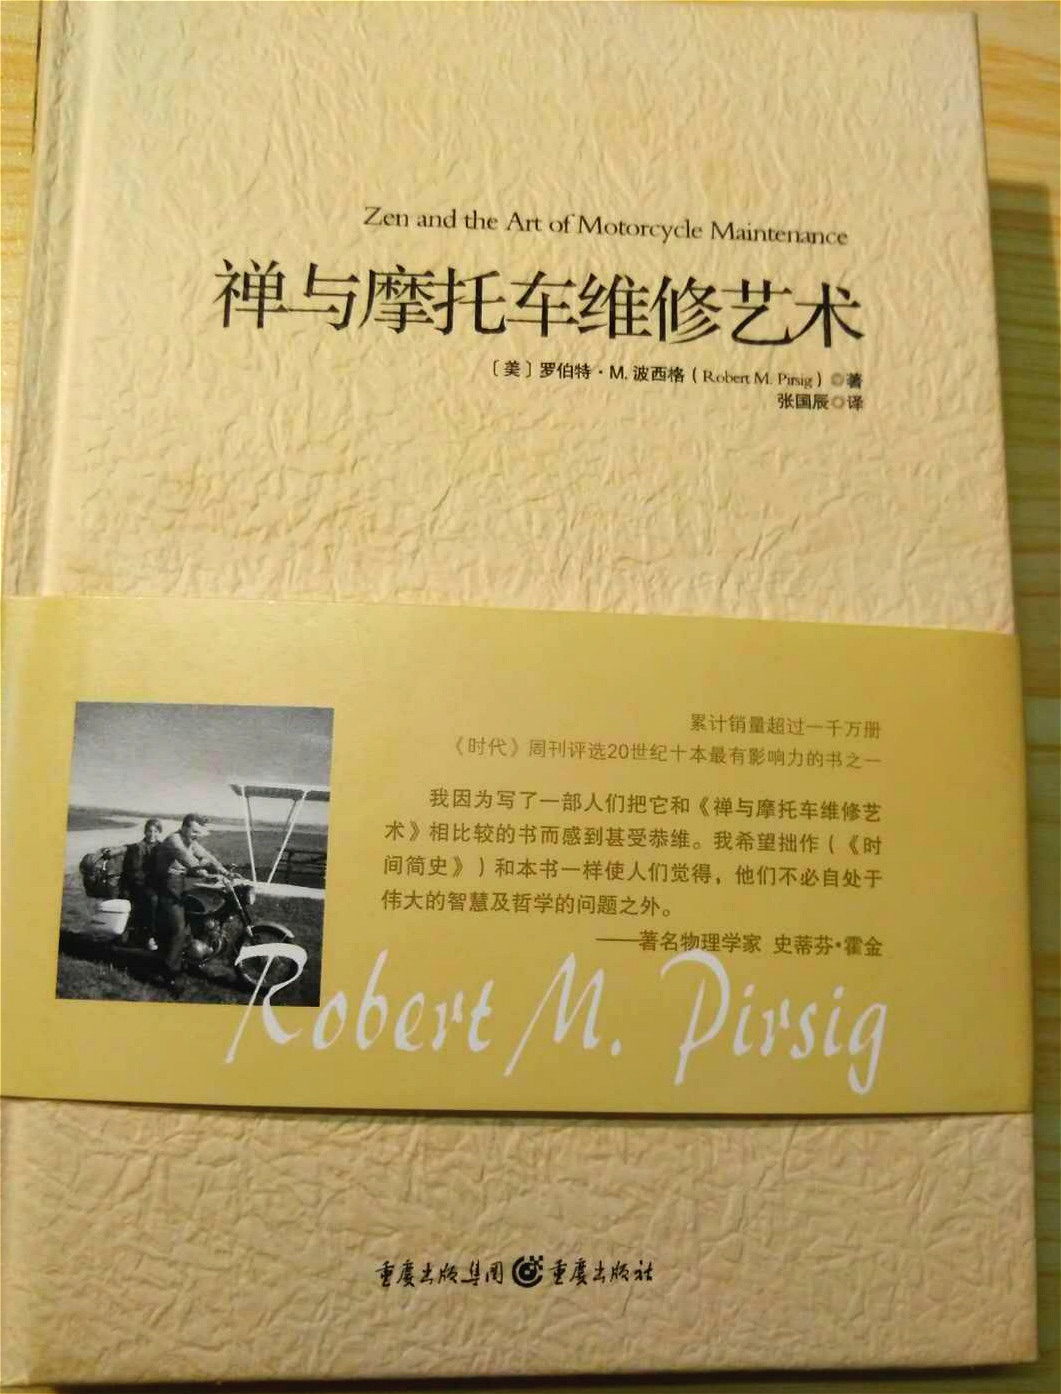 Zen and the Art of Motorcycle Maintenance
禅与摩托车维修艺术
〔美〕罗伯特·M.波西格（Robert M. Pirsig）◎著
张国辰◎译
累计销量超过一千万册
《时代》周刊评选20世纪十本最有影响力的书之一
我因为写了一部人们把它和《禅与摩托车维修艺
术》相比较的书而感到甚受恭维。我希望拙作（《时
间简史》）和本书一样使人们觉得，他们不必自处于
伟大的智慧及哲学的问题之外。
——著名物理学家 史蒂芬•霍金
Robert M. Pirsig
重庆出版集团 重庆出版社